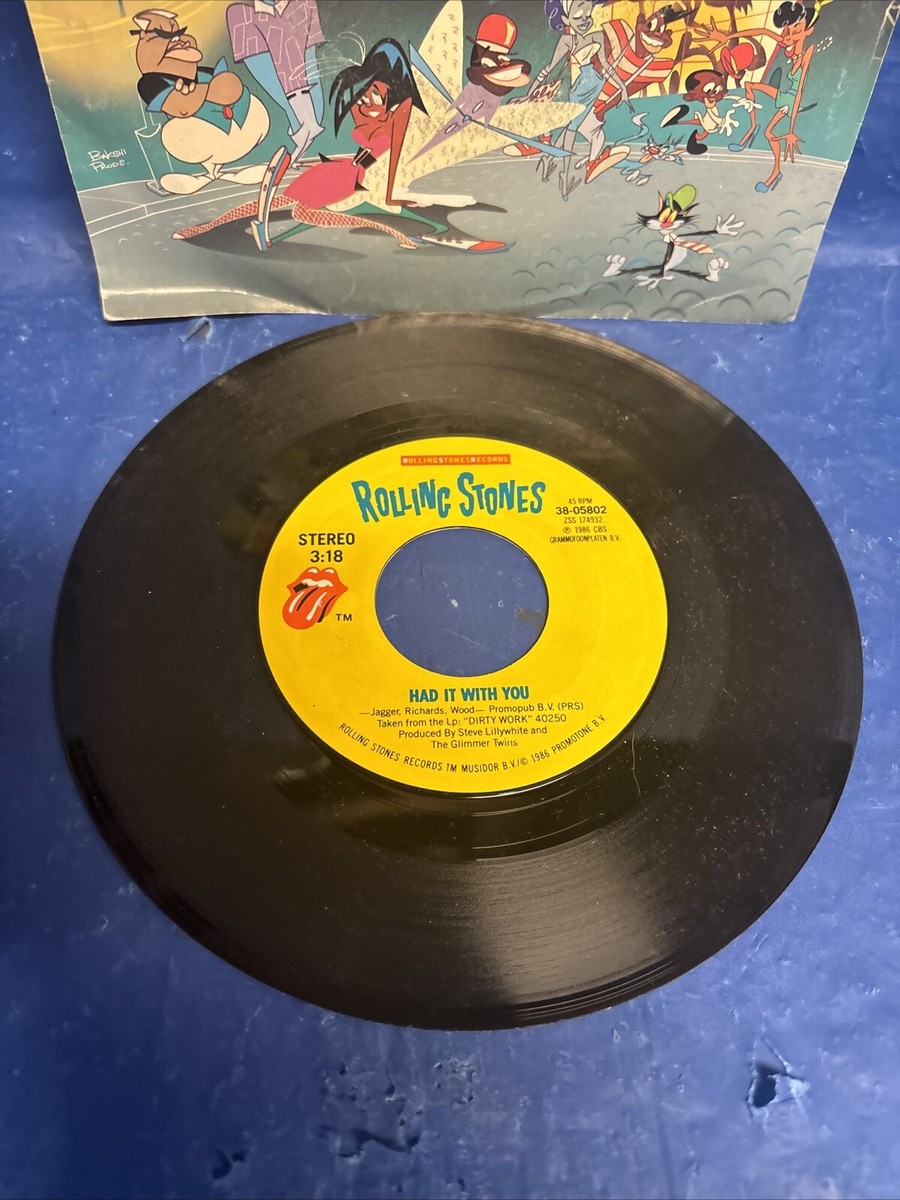 BAKSHI
PRODS.
ROLLINGSTONESRECORDS
ROLLING STONES
45 RPM
38-05802
ZSS 174932
℗ 1986 CBS
GRAMMOFOONPLATEN B.V.
STEREO
3:18
TM
HAD IT WITH YOU
—Jagger, Richards, Wood— Promopub B.V. (PRS)
Taken from the Lp: "DIRTY WORK" 40250
Produced By Steve Lillywhite and
The Glimmer Twins
ROLLING STONES RECORDS TM MUSIDOR B.V./© 1986 PROMOTONE B.V.